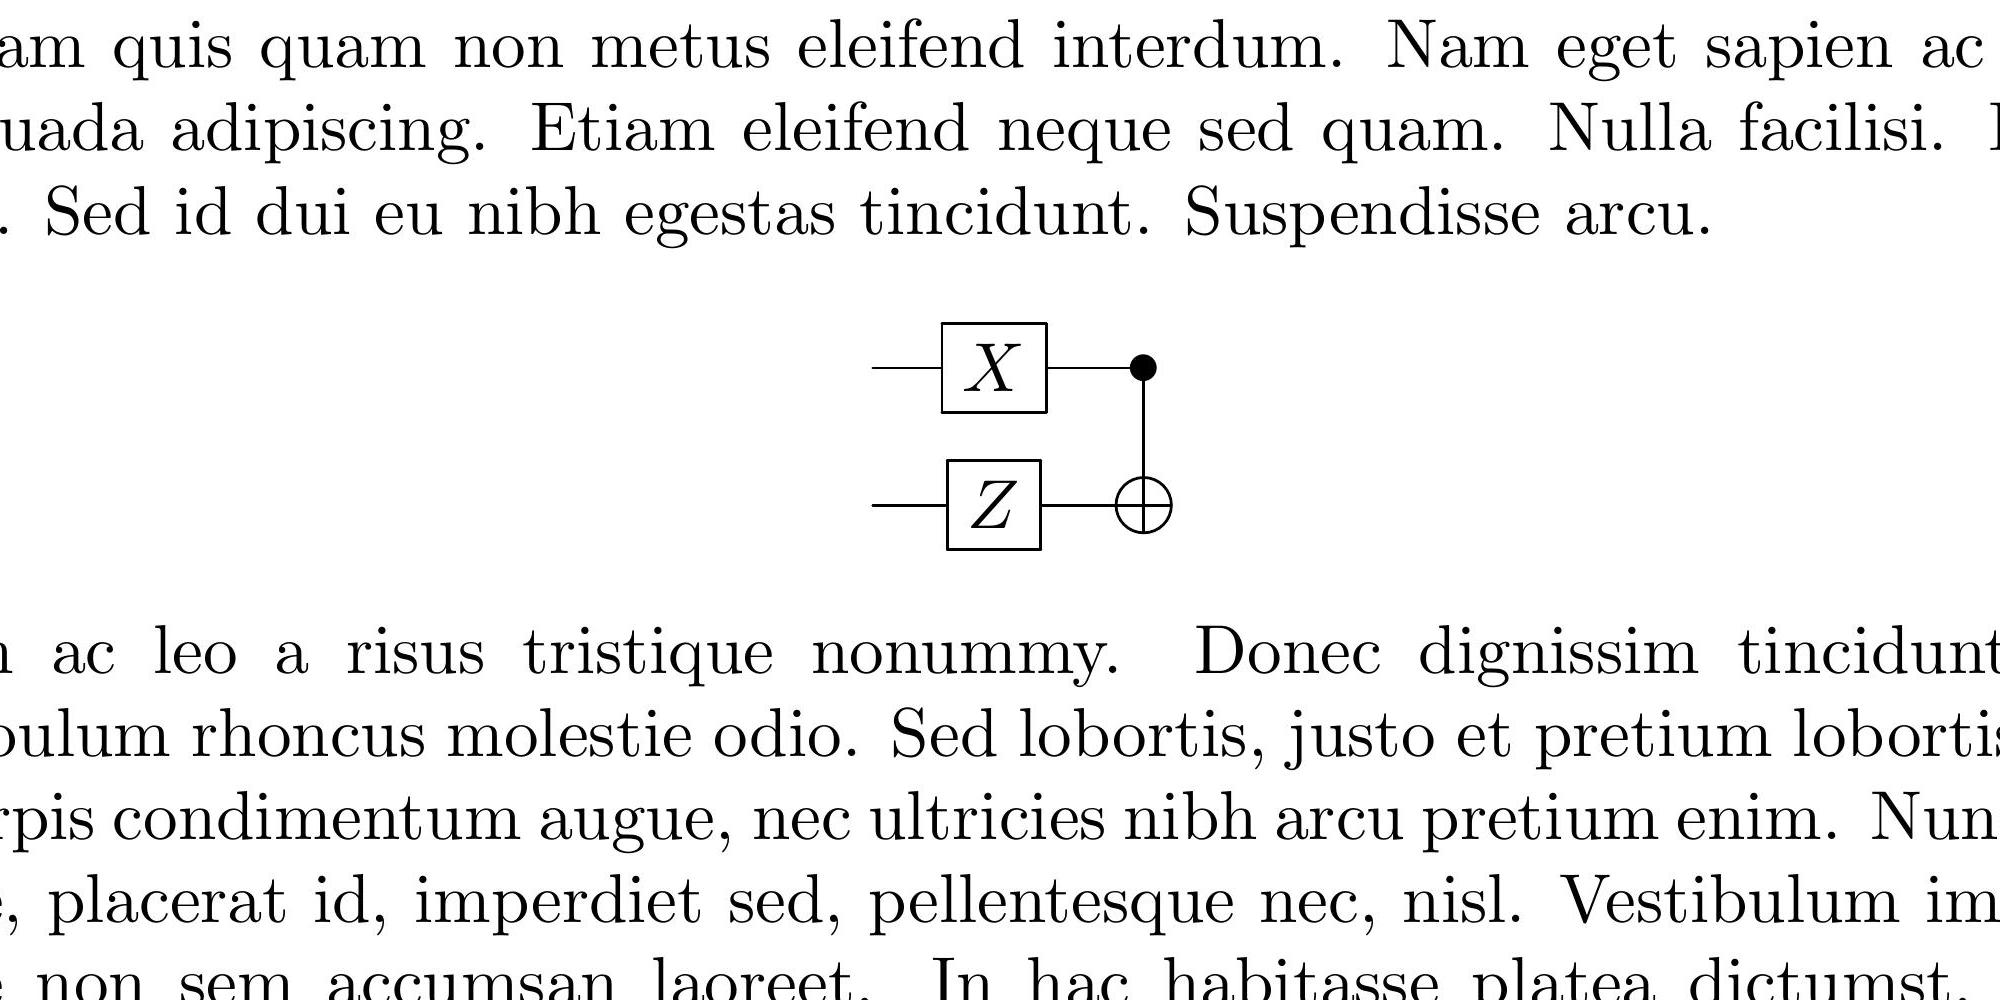 am quis quam non metus eleifend interdum. Nam eget sapien ac
uada adipiscing. Etiam eleifend neque sed quam. Nulla facilisi.
. Sed id dui eu nibh egestas tincidunt. Suspendisse arcu.
X
Z
ac leo a risus tristique nonummy. Donec dignissim tincidunt
bulum rhoncus molestie odio. Sed lobortis, justo et pretium lobortis
rpis condimentum augue, nec ultricies nibh arcu pretium enim. Nun
e, placerat id, imperdiet sed, pellentesque nec, nisl. Vestibulum im
non sem accumsan laoreet. In hac habitasse platea dictumst.